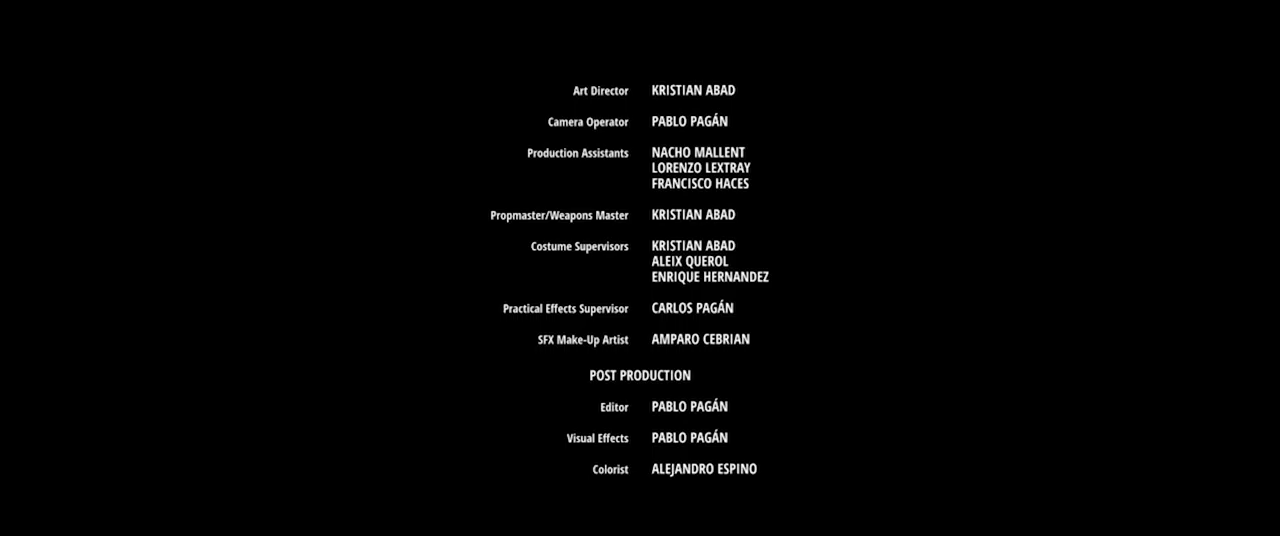 Art Director KRISTIAN ABAD
Camera Operator PABLO PAGÁN
Production Assistants NACHO MALLENT
LORENZO LEXTRAY
FRANCISCO HACES
Propmaster/Weapons Master KRISTIAN ABAD
Costume Supervisors KRISTIAN ABAD
ALEIX QUEROL
ENRIQUE HERNANDEZ
Practical Effects Supervisor CARLOS PAGÁN
SFX Make-Up Artist AMPARO CEBRIAN
POST PRODUCTION
Editor PABLO PAGÁN
Visual Effects PABLO PAGÁN
Colorist ALEJANDRO ESPINO